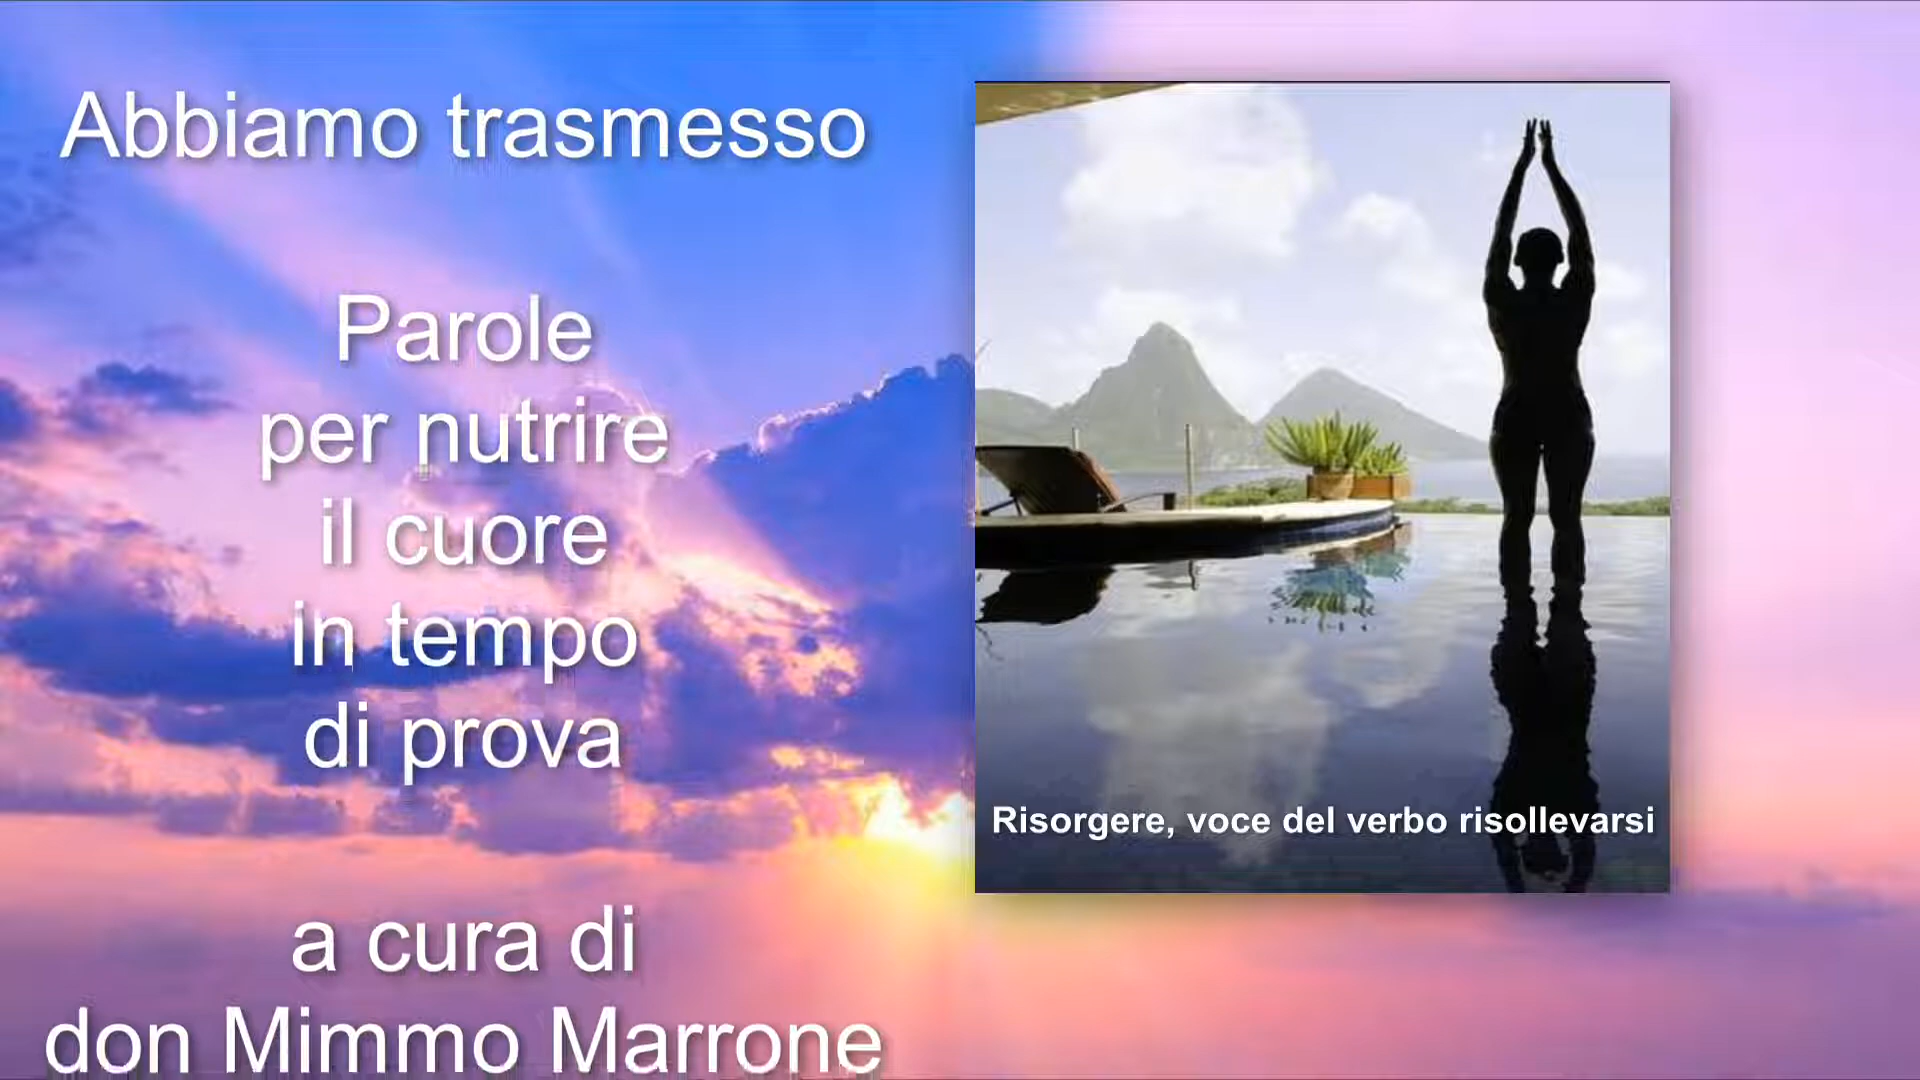 Abbiamo trasmesso
Parole
per nutrire
il cuore
in tempo
di prova
a cura di
don Mimmo Marrone
Risorgere, voce del verbo risollevarsi